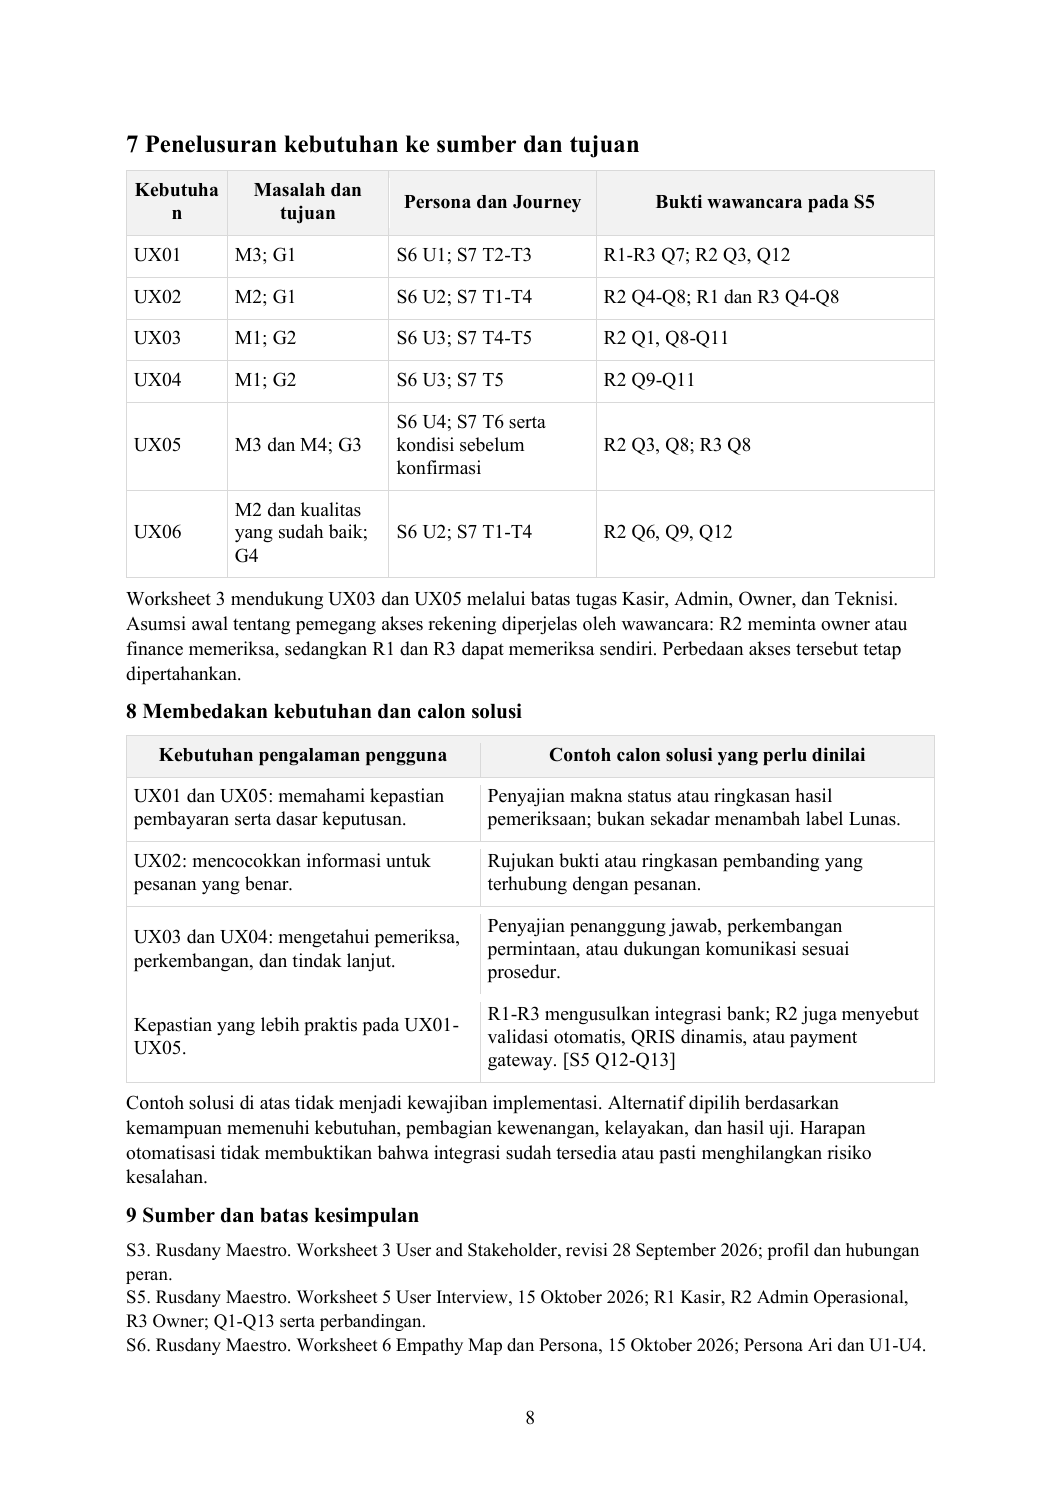 7 Penelusuran kebutuhan ke sumber dan tujuan
Kebutuha
n
Masalah dan
tujuan
Persona dan Journey
Bukti wawancara pada S5
UX01
M3; G1
S6 U1; S7 T2-T3
R1-R3 Q7; R2 Q3, Q12
UX02
M2; G1
S6 U2; S7 T1-T4
R2 Q4-Q8; R1 dan R3 Q4-Q8
UX03
M1; G2
S6 U3; S7 T4-T5
R2 Q1, Q8-Q11
UX04
M1; G2
S6 U3; S7 T5
R2 Q9-Q11
UX05
M3 dan M4; G3
S6 U4; S7 T6 serta
kondisi sebelum
konfirmasi
R2 Q3, Q8; R3 Q8
UX06
M2 dan kualitas
yang sudah baik;
G4
S6 U2; S7 T1-T4
R2 Q6, Q9, Q12
Worksheet 3 mendukung UX03 dan UX05 melalui batas tugas Kasir, Admin, Owner, dan Teknisi.
Asumsi awal tentang pemegang akses rekening diperjelas oleh wawancara: R2 meminta owner atau
finance memeriksa, sedangkan R1 dan R3 dapat memeriksa sendiri. Perbedaan akses tersebut tetap
dipertahankan.
8 Membedakan kebutuhan dan calon solusi
Kebutuhan pengalaman pengguna
Contoh calon solusi yang perlu dinilai
UX01 dan UX05: memahami kepastian
pembayaran serta dasar keputusan.
Penyajian makna status atau ringkasan hasil
pemeriksaan; bukan sekadar menambah label Lunas.
UX02: mencocokkan informasi untuk
pesanan yang benar.
Rujukan bukti atau ringkasan pembanding yang
terhubung dengan pesanan.
UX03 dan UX04: mengetahui pemeriksa,
perkembangan, dan tindak lanjut.
Penyajian penanggung jawab, perkembangan
permintaan, atau dukungan komunikasi sesuai
prosedur.
Kepastian yang lebih praktis pada UX01-
UX05.
R1-R3 mengusulkan integrasi bank; R2 juga menyebut
validasi otomatis, QRIS dinamis, atau payment
gateway. [S5 Q12-Q13]
Contoh solusi di atas tidak menjadi kewajiban implementasi. Alternatif dipilih berdasarkan
kemampuan memenuhi kebutuhan, pembagian kewenangan, kelayakan, dan hasil uji. Harapan
otomatisasi tidak membuktikan bahwa integrasi sudah tersedia atau pasti menghilangkan risiko
kesalahan.
9 Sumber dan batas kesimpulan
S3. Rusdany Maestro. Worksheet 3 User and Stakeholder, revisi 28 September 2026; profil dan hubungan
peran.
S5. Rusdany Maestro. Worksheet 5 User Interview, 15 Oktober 2026; R1 Kasir, R2 Admin Operasional,
R3 Owner; Q1-Q13 serta perbandingan.
S6. Rusdany Maestro. Worksheet 6 Empathy Map dan Persona, 15 Oktober 2026; Persona Ari dan U1-U4.
8